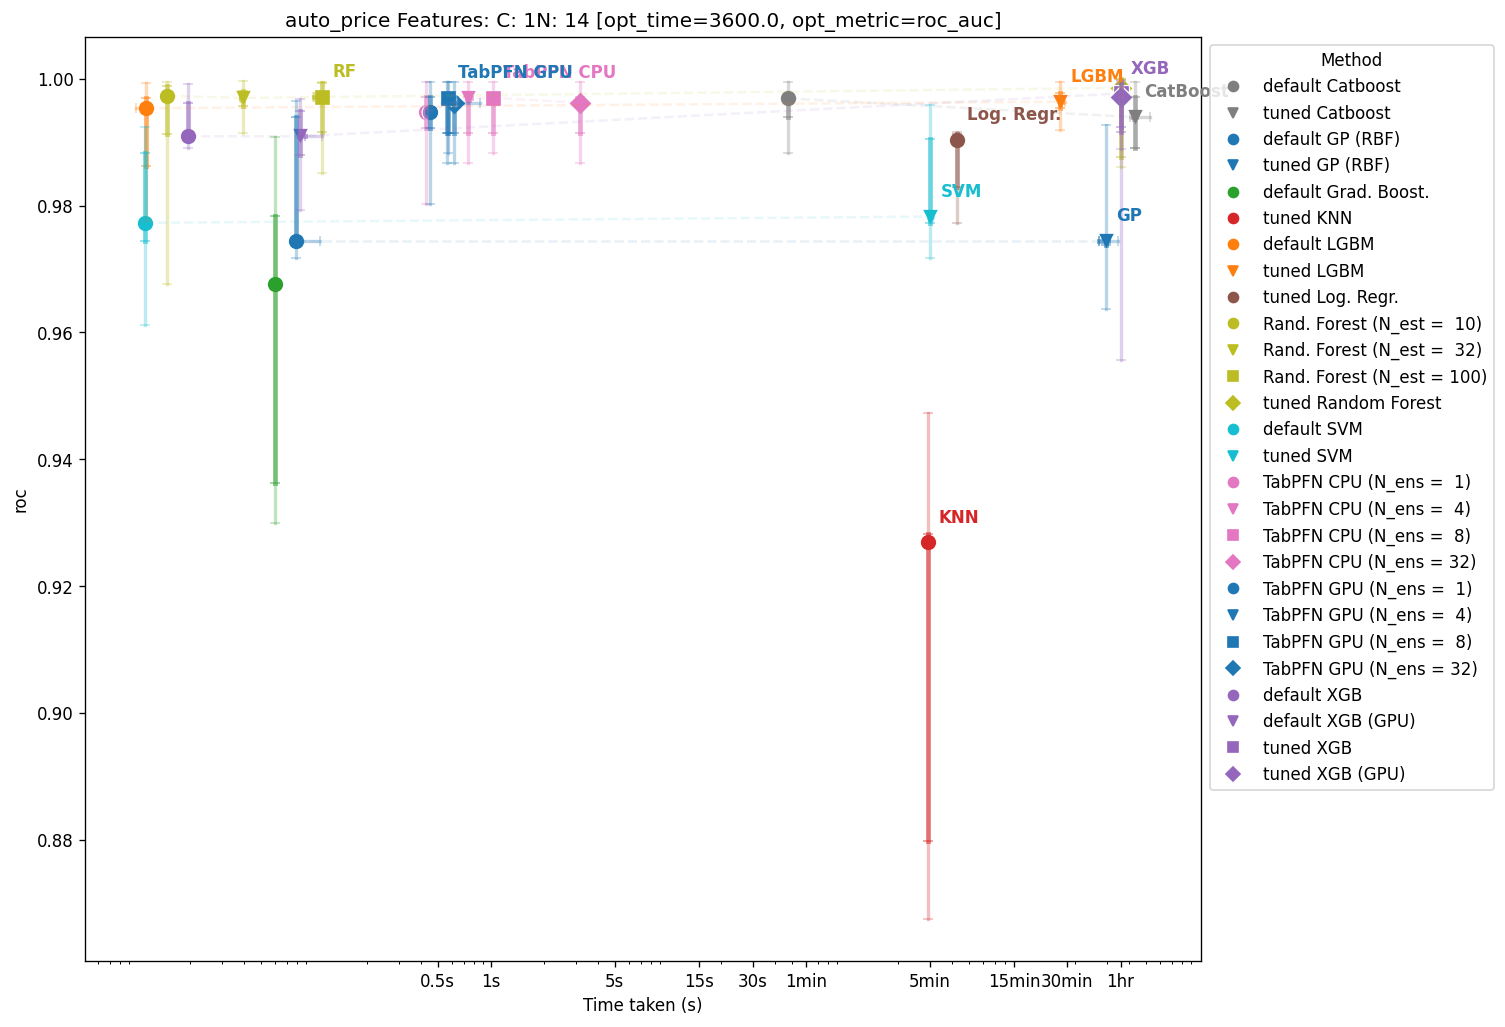 auto_price Features: C: 1N: 14 [opt_time=3600.0, opt_metric=roc_auc]
RF
TabPFN GPU
TabPFN CPU
LGBM
XGB
CatBoost
Log. Regr.
SVM
GP
KNN
1.00
0.98
0.96
0.94
0.92
0.90
0.88
roc
0.5s
1s
5s
15s
30s
1min
5min
15min
30min
1hr
Time taken (s)
Method
default Catboost
tuned Catboost
default GP (RBF)
tuned GP (RBF)
default Grad. Boost.
tuned KNN
default LGBM
tuned LGBM
tuned Log. Regr.
Rand. Forest (N_est =  10)
Rand. Forest (N_est =  32)
Rand. Forest (N_est = 100)
tuned Random Forest
default SVM
tuned SVM
TabPFN CPU (N_ens =  1)
TabPFN CPU (N_ens =  4)
TabPFN CPU (N_ens =  8)
TabPFN CPU (N_ens = 32)
TabPFN GPU (N_ens =  1)
TabPFN GPU (N_ens =  4)
TabPFN GPU (N_ens =  8)
TabPFN GPU (N_ens = 32)
default XGB
default XGB (GPU)
tuned XGB
tuned XGB (GPU)